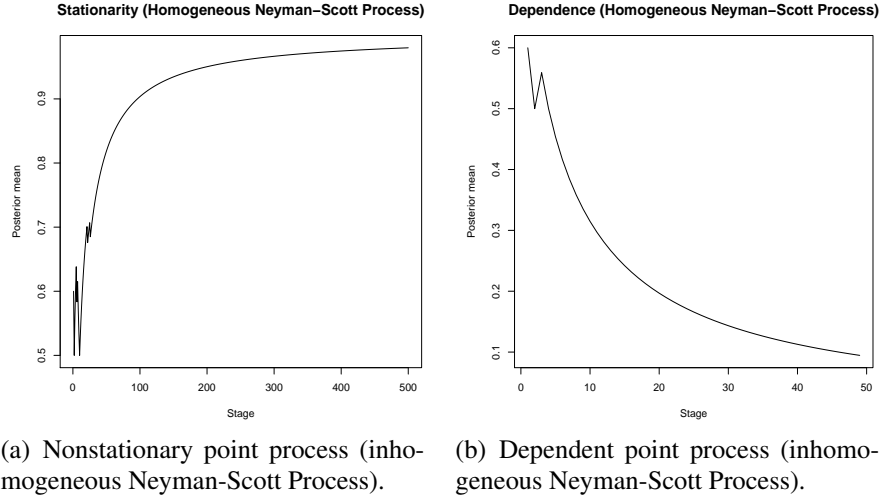 Stationarity (Homogeneous Neyman−Scott Process)
Posterior mean
0.9
0.8
0.7
0.6
0.5
0 100 200 300 400 500
Stage
(a) Nonstationary point process (inho-
mogeneous Neyman-Scott Process).
Dependence (Homogeneous Neyman−Scott Process)
Posterior mean
0.6
0.5
0.4
0.3
0.2
0.1
0 10 20 30 40 50
Stage
(b) Dependent point process (inhomo-
geneous Neyman-Scott Process).